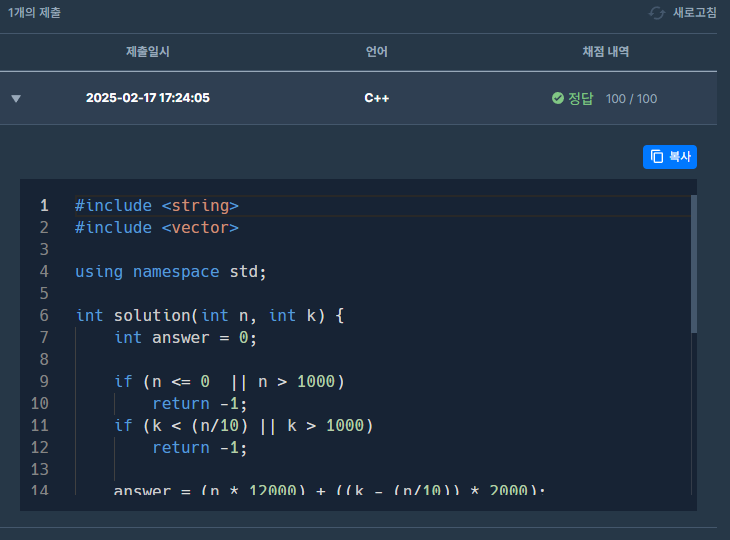 1개의 제출 새로고침
제출일시 언어 채점 내역
2025-02-17 17:24:05 C++ 정답 100 / 100
복사
1 #include <string>
2 #include <vector>
3
4 using namespace std;
5
6 int solution(int n, int k) {
7     int answer = 0;
8
9     if (n <= 0  || n > 1000)
10         return -1;
11     if (k < (n/10) || k > 1000)
12         return -1;
13
14     answer = (n * 12000) + ((k - (n/10)) * 2000);